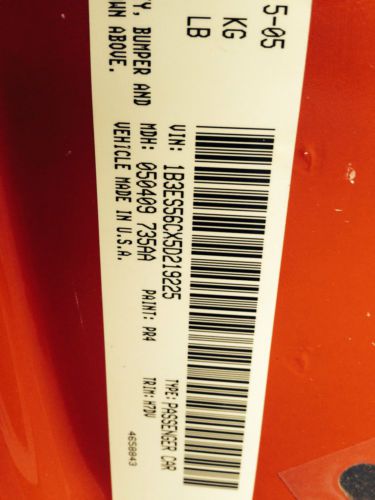 5-05
KG
LB
Y, BUMPER AND
WN ABOVE.
VIN: 1B3ES56CX5D219225
TYPE: PASSENGER CAR
MDH: 050409 735AA
PAINT: PR4
TRIM: H7DV
VEHICLE MADE IN U.S.A.
4658843